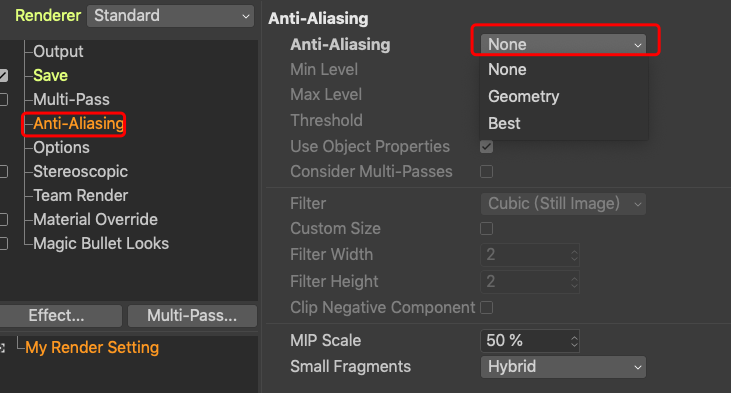 Renderer Standard
Output
Save
Multi-Pass
Anti-Aliasing
Options
Stereoscopic
Team Render
Material Override
Magic Bullet Looks
Effect... Multi-Pass...
My Render Setting
Anti-Aliasing
Anti-Aliasing None
None
Geometry
Best
Min Level
Max Level
Threshold
Use Object Properties
Consider Multi-Passes
Filter Cubic (Still Image)
Custom Size
Filter Width 2
Filter Height 2
Clip Negative Component
MIP Scale 50 %
Small Fragments Hybrid